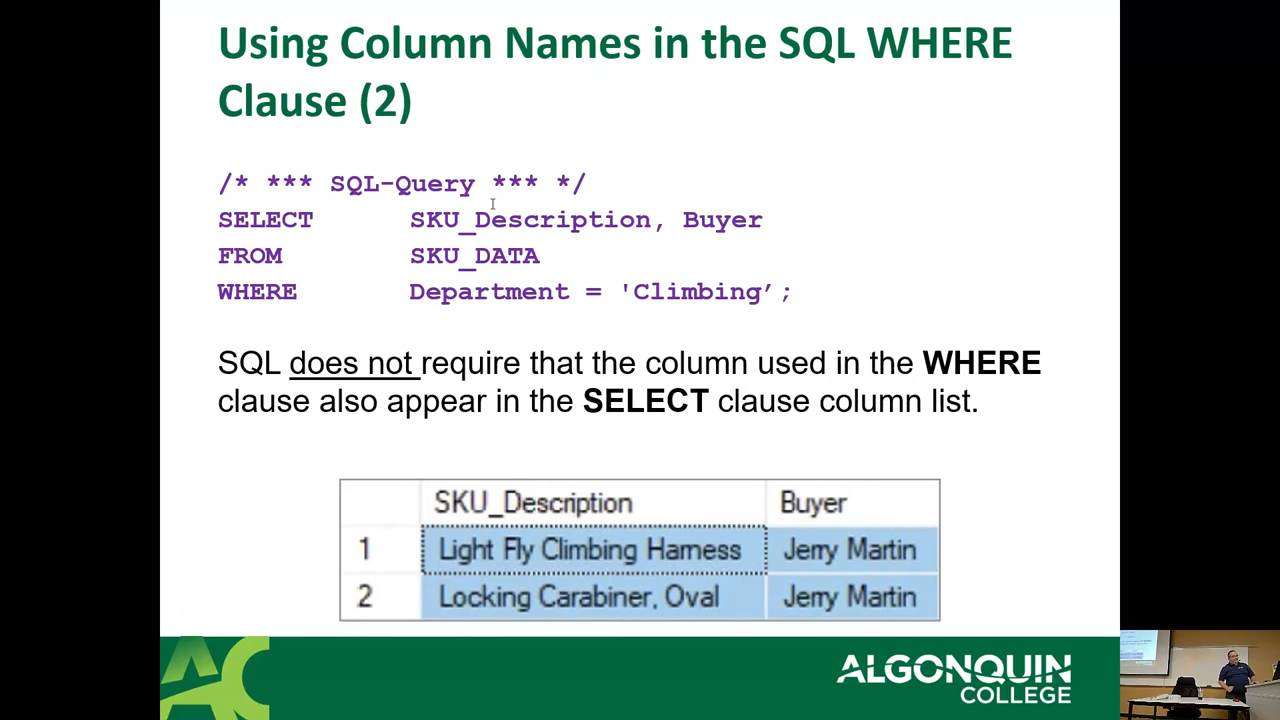 Using Column Names in the SQL WHERE
Clause (2)
/* *** SQL-Query *** */
SELECT SKU_Description, Buyer
FROM SKU_DATA
WHERE Department = 'Climbing’;
SQL does not require that the column used in the WHERE
clause also appear in the SELECT clause column list.
SKU_Description Buyer
1 Light Fly Climbing Harness Jerry Martin
2 Locking Carabiner, Oval Jerry Martin
AC
ALGONQUIN
COLLEGE